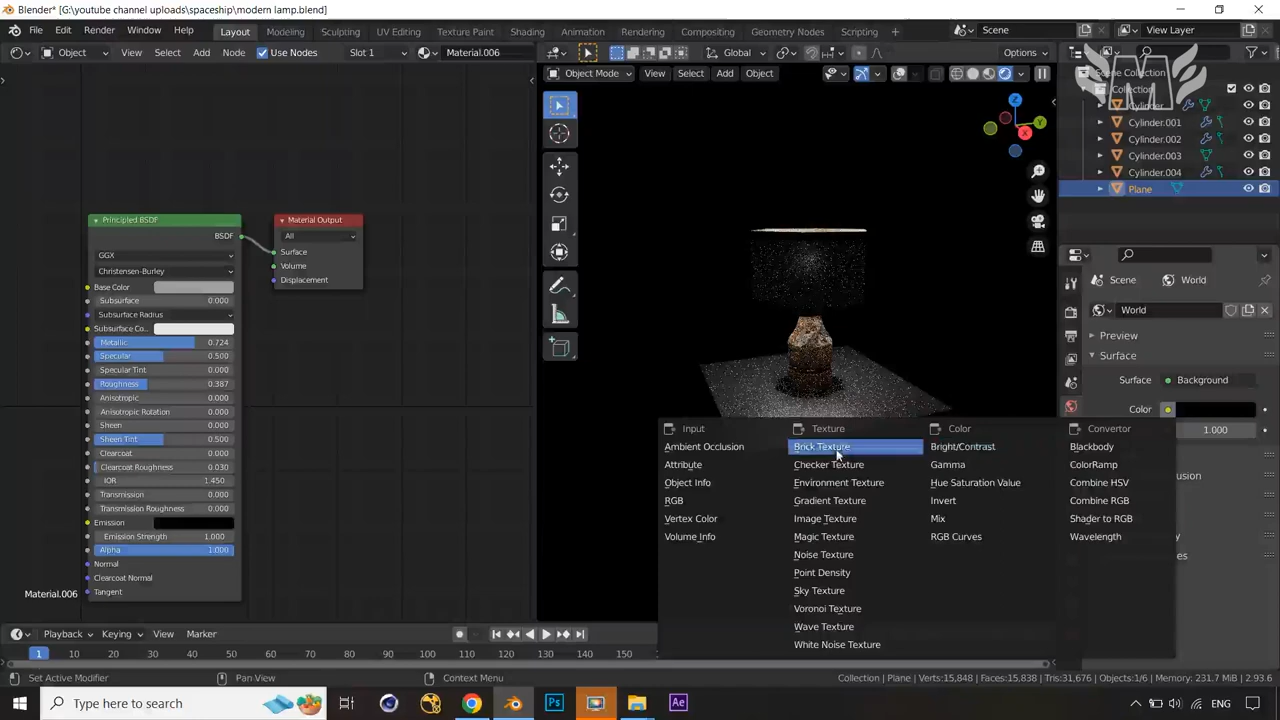 Blender* [G:\youtube channel uploads\spaceship\modern lamp.blend]
File Edit Render Window Help Layout Modeling Sculpting UV Editing Texture Paint Shading Animation Rendering Compositing Geometry Nodes Scripting + Scene View Layer
Object View Select Add Node Use Nodes Slot 1 Material.006 Global Options
Object Mode View Select Add Object
Scene Collection
Collection
Cylinder
Cylinder.001
Cylinder.002
Cylinder.003
Cylinder.004
Plane
Z
Y
X
Principled BSDF
BSDF
GGX
Christensen-Burley
Base Color
Subsurface 0.000
Subsurface Radius
Subsurface Co..
Metallic 0.724
Specular 0.500
Specular Tint 0.000
Roughness 0.387
Anisotropic 0.000
Anisotropic Rotation 0.000
Sheen 0.000
Sheen Tint 0.500
Clearcoat 0.000
Clearcoat Roughness 0.030
IOR 1.450
Transmission 0.000
Transmission Roughness 0.000
Emission
Emission Strength 1.000
Alpha 1.000
Normal
Clearcoat Normal
Tangent
Material Output
All
Surface
Volume
Displacement
Material.006
Scene World
World
Preview
Surface
Surface Background
Color
1.000
Input
Ambient Occlusion
Attribute
Object Info
RGB
Vertex Color
Volume Info
Texture
Brick Texture
Checker Texture
Environment Texture
Gradient Texture
Image Texture
Magic Texture
Noise Texture
Point Density
Sky Texture
Voronoi Texture
Wave Texture
White Noise Texture
Color
Bright/Contrast
Gamma
Hue Saturation Value
Invert
Mix
RGB Curves
Convertor
Blackbody
ColorRamp
Combine HSV
Combine RGB
Shader to RGB
Wavelength
Playback Keying View Marker
1 10 20 30 40 50 60 70 80 90 100 110 120 130 140 150
Set Active Modifier Pan View Context Menu Collection | Plane | Verts:15,848 | Faces:15,838 | Tris:31,676 | Objects:1/6 | Memory: 231.7 MiB | 2.93.6
Type here to search Ps Ae ENG